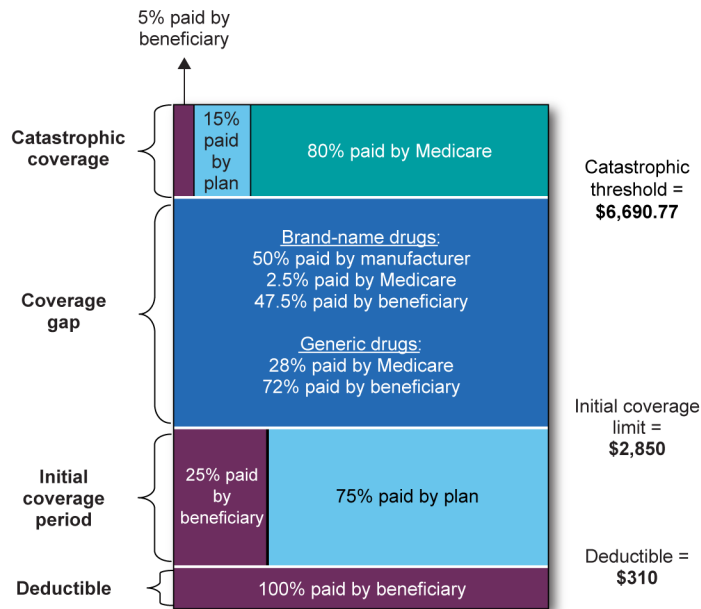 5% paid by
beneficiary
Catastrophic
coverage
15%
paid
by
plan
80% paid by Medicare
Catastrophic
threshold =
$6,690.77
Coverage
gap
Brand-name drugs:
50% paid by manufacturer
2.5% paid by Medicare
47.5% paid by beneficiary
Generic drugs:
28% paid by Medicare
72% paid by beneficiary
Initial coverage
limit =
$2,850
Initial
coverage
period
25% paid
by
beneficiary
75% paid by plan
Deductible =
$310
Deductible
100% paid by beneficiary